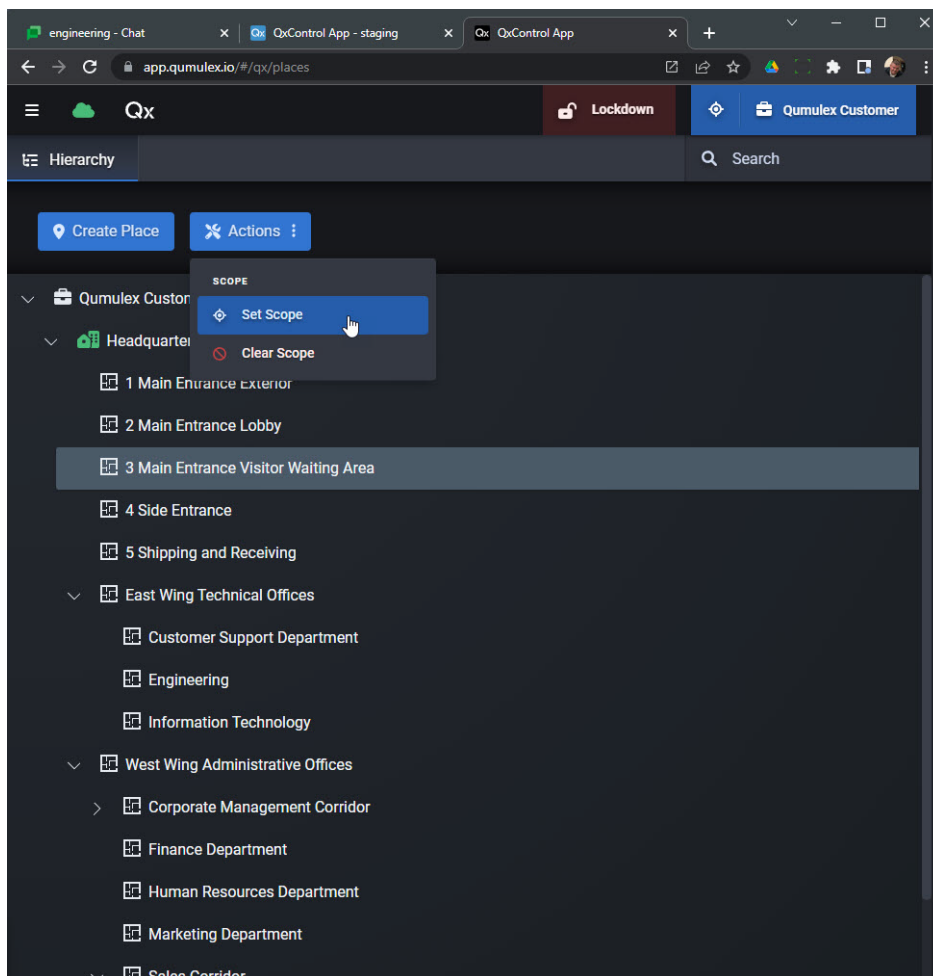 engineering - Chat
QxControl App - staging
QxControl App
app.qumulex.io/#/qx/places
Qx
Lockdown
Qumulex Customer
Hierarchy
Search
Create Place
Actions
SCOPE
Qumulex Custon
Set Scope
Headquarter
Clear Scope
1 Main Entrance Exterior
2 Main Entrance Lobby
3 Main Entrance Visitor Waiting Area
4 Side Entrance
5 Shipping and Receiving
East Wing Technical Offices
Customer Support Department
Engineering
Information Technology
West Wing Administrative Offices
Corporate Management Corridor
Finance Department
Human Resources Department
Marketing Department
Sales Corridor